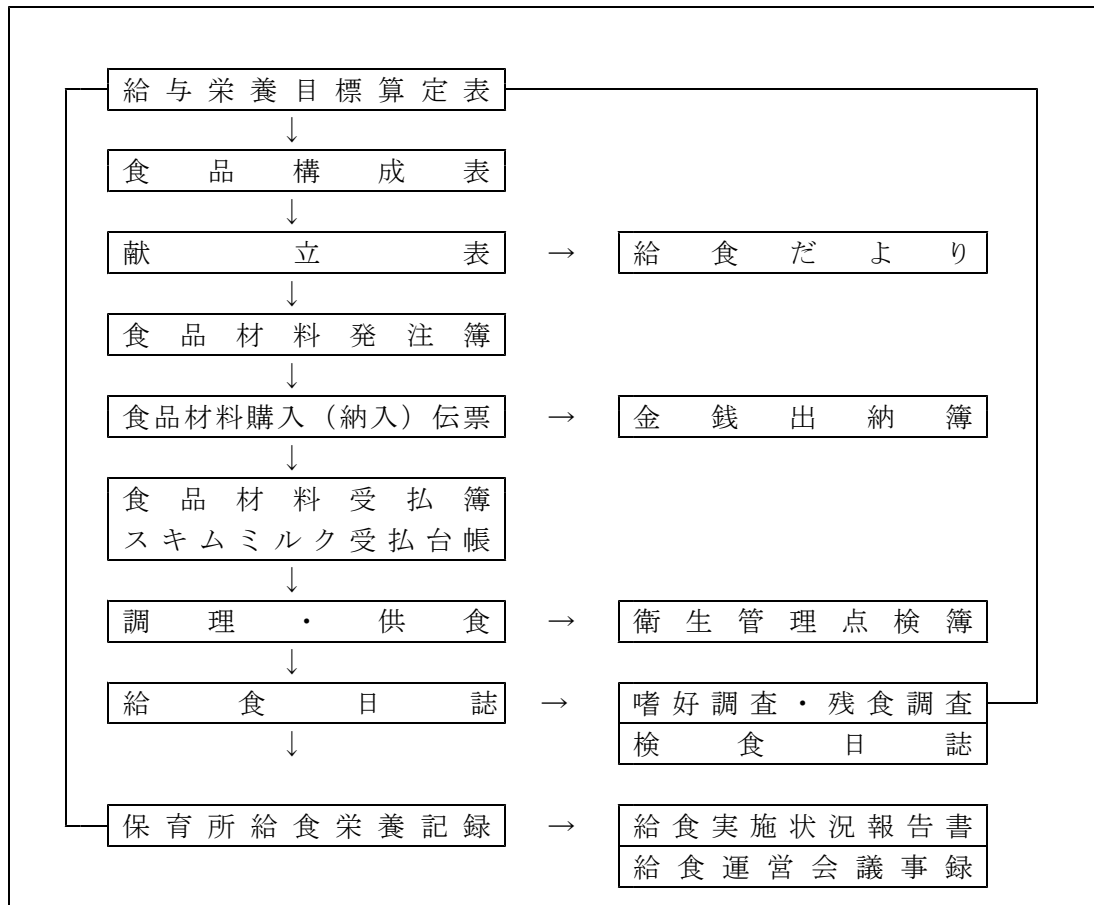 給与栄養目標算定表
↓
食品構成表
↓
献立表 → 給食だより
↓
食品材料発注簿
↓
食品材料購入（納入）伝票 → 金銭出納簿
↓
食品材料受払簿
スキムミルク受払台帳
↓
調理・供食 → 衛生管理点検簿
↓
給食日誌 → 嗜好調査・残食調査
↓ 検食日誌
保育所給食栄養記録 → 給食実施状況報告書
給食運営会議事録